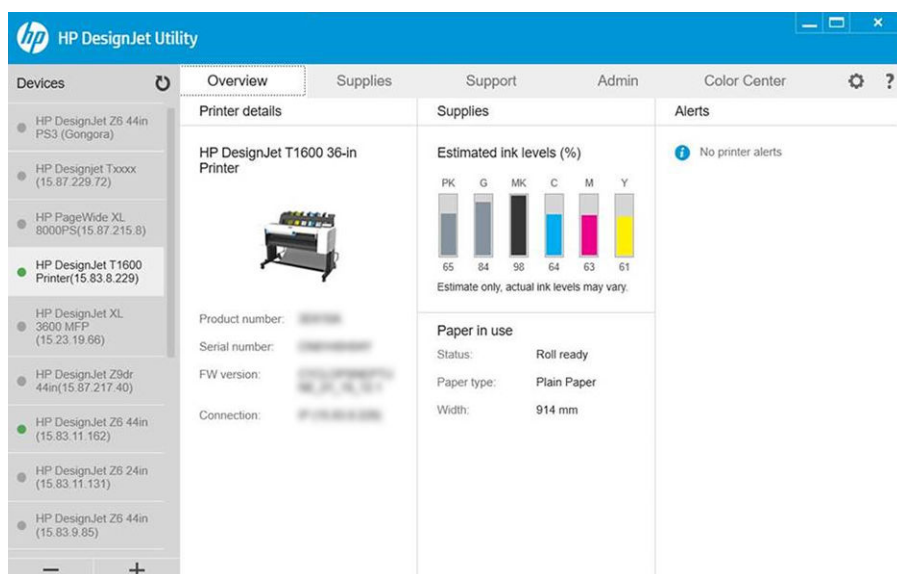 hp HP DesignJet Utility
Devices
HP DesignJet Z6 44in
PS3 (Gongora)
HP Designjet Txxxx
(15.87.229.72)
HP PageWide XL
8000PS(15.87.215.8)
HP DesignJet T1600
Printer(15.83.8.229)
HP DesignJet XL
3600 MFP
(15.23.19.66)
HP DesignJet Z9dr
44in(15.87.217.40)
HP DesignJet Z6 44in
(15.83.11.162)
HP DesignJet Z6 24in
(15.83.11.131)
HP DesignJet Z6 44in
(15.83.9.85)
Overview Supplies Support Admin Color Center ?
Printer details
HP DesignJet T1600 36-in
Printer
Product number:
Serial number:
FW version:
Connection:
Supplies
Estimated ink levels (%)
PK G MK C M Y
65 84 98 64 63 61
Estimate only, actual ink levels may vary.
Paper in use
Status: Roll ready
Paper type: Plain Paper
Width: 914 mm
Alerts
No printer alerts